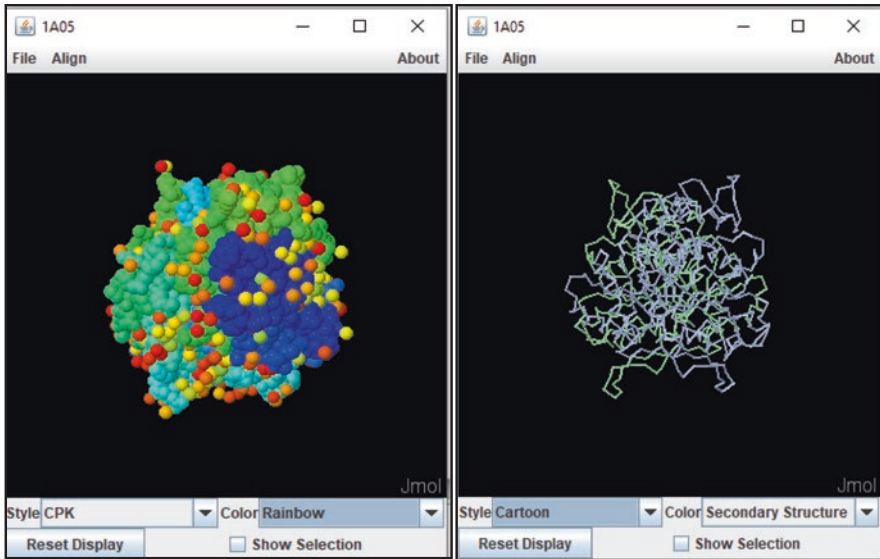 1A05
File Align About
Jmol
Style CPK Color Rainbow
Reset Display Show Selection
1A05
File Align About
Jmol
Style Cartoon Color Secondary Structure
Reset Display Show Selection